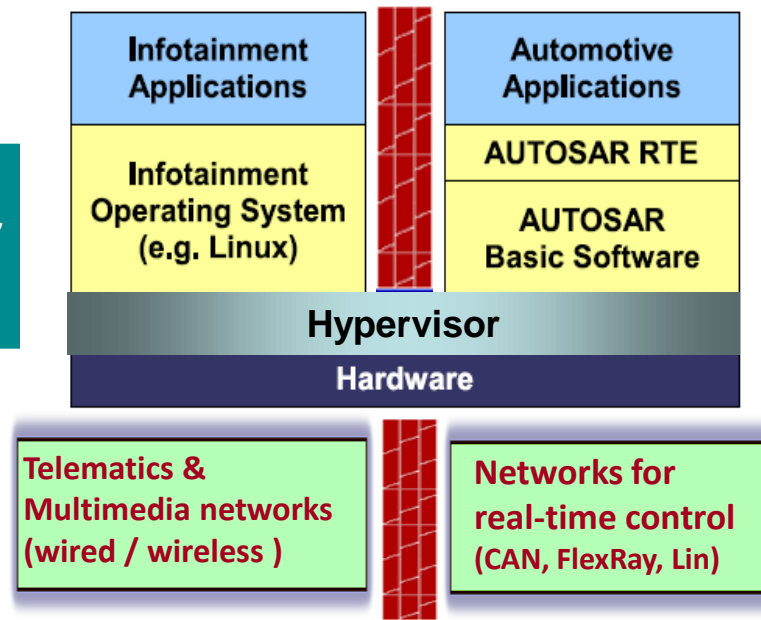 Infotainment
Applications
Automotive
Applications
Infotainment
Operating System
(e.g. Linux)
AUTOSAR RTE
AUTOSAR
Basic Software
Hypervisor
Hardware
Telematics &
Multimedia networks
(wired / wireless )
Networks for
real-time control
(CAN, FlexRay, Lin)